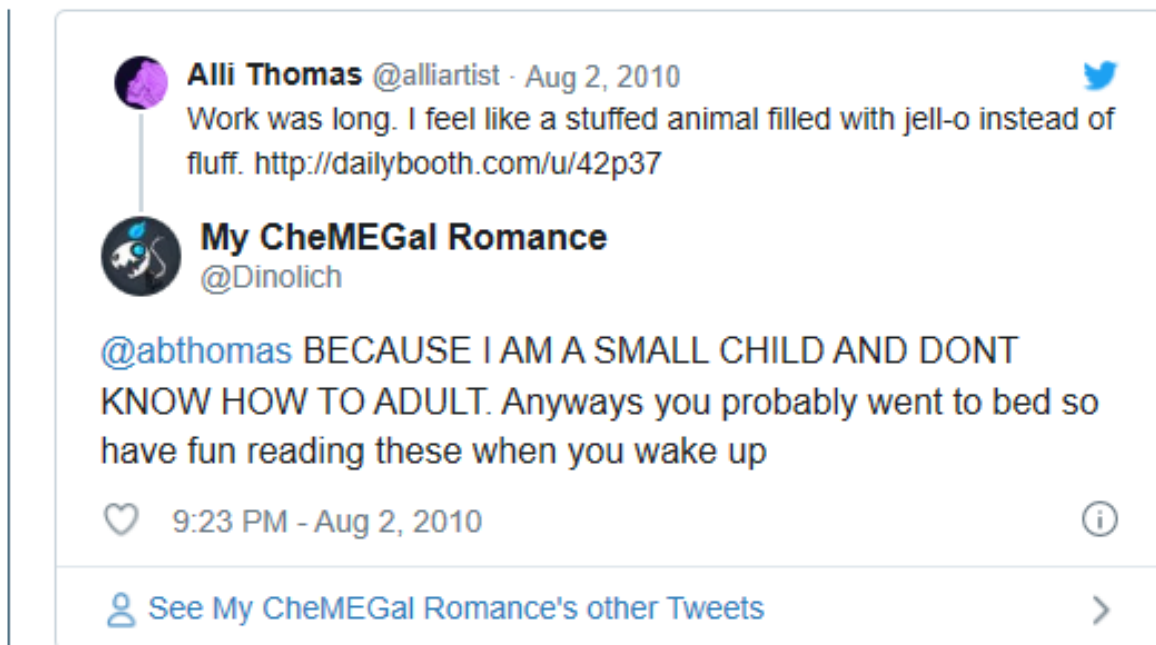 Alli Thomas @alliartist · Aug 2, 2010
Work was long. I feel like a stuffed animal filled with jell-o instead of
fluff. http://dailybooth.com/u/42p37
My CheMEGal Romance
@Dinolich
@abthomas BECAUSE I AM A SMALL CHILD AND DONT
KNOW HOW TO ADULT. Anyways you probably went to bed so
have fun reading these when you wake up
9:23 PM - Aug 2, 2010
See My CheMEGal Romance's other Tweets